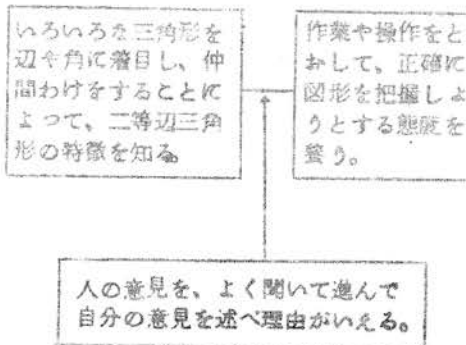 いろいろな三角形を
辺や角に着目し、仲
間わけをすることに
よって、二等辺三角
形の特徴を知る。
作業や操作をと
おして、正確に
図形を把握しよ
うとする態度を
養う。
人の意見を、よく聞いて進んで
自分の意見を述べ理由がいえる。